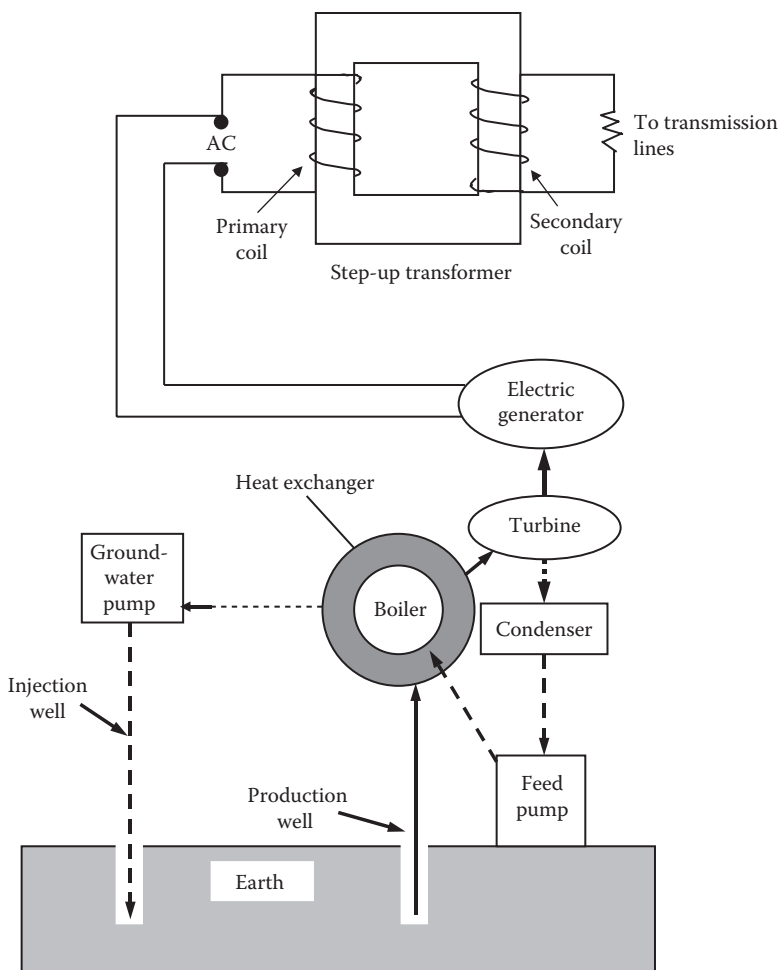 AC
To transmission
lines
Primary
coil
Secondary
coil
Step-up transformer
Electric
generator
Heat exchanger
Turbine
Ground-
water
pump
Boiler
Condenser
Injection
well
Feed
pump
Production
well
Earth